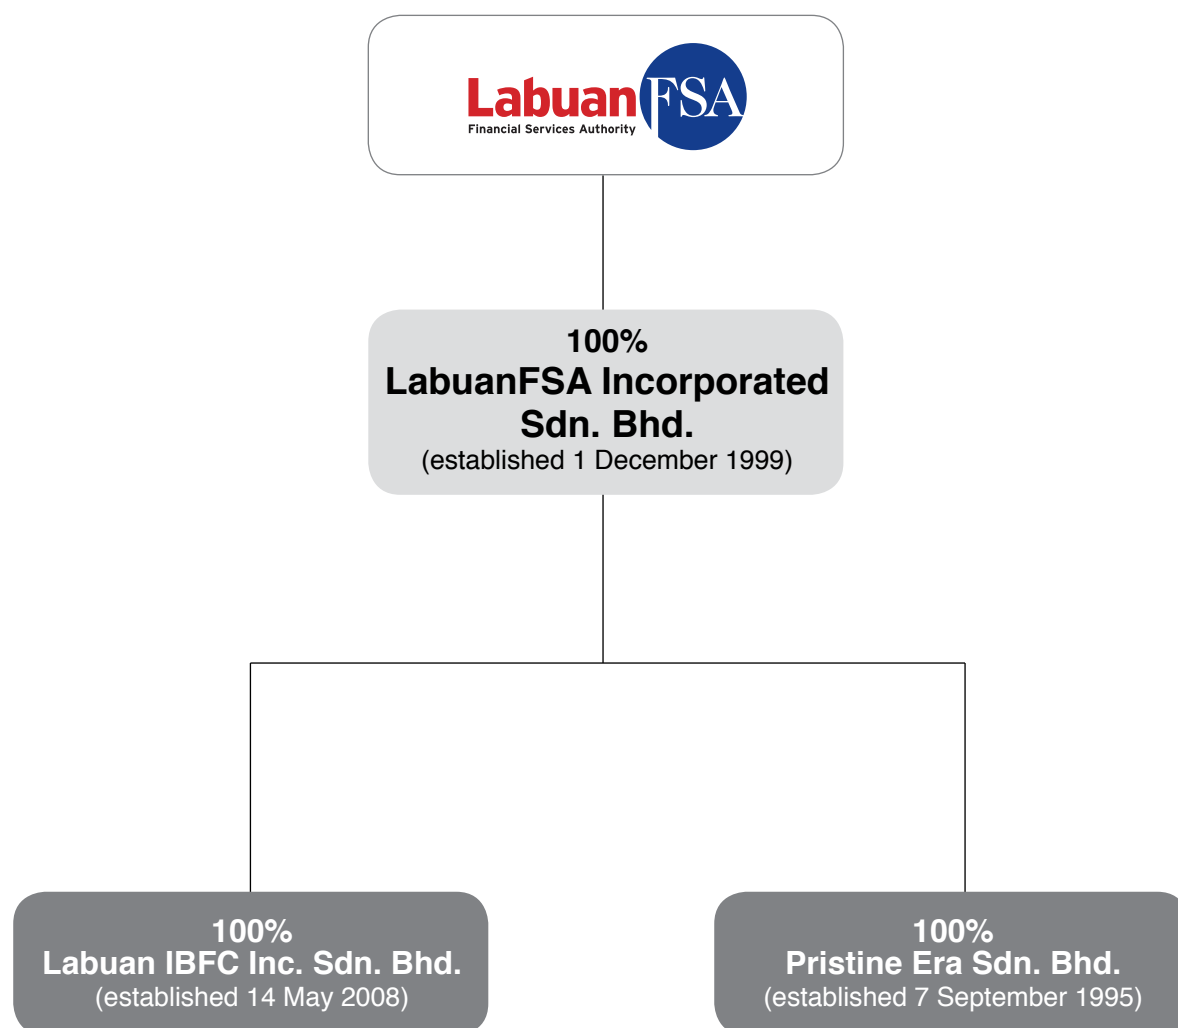 Labuan FSA
Financial Services Authority
100%
LabuanFSA Incorporated
Sdn. Bhd.
(established 1 December 1999)
100%
Labuan IBFC Inc. Sdn. Bhd.
(established 14 May 2008)
100%
Pristine Era Sdn. Bhd.
(established 7 September 1995)